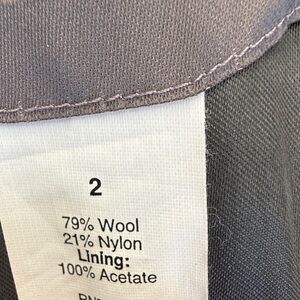 2
79% Wool
21% Nylon
Lining:
100% Acetate